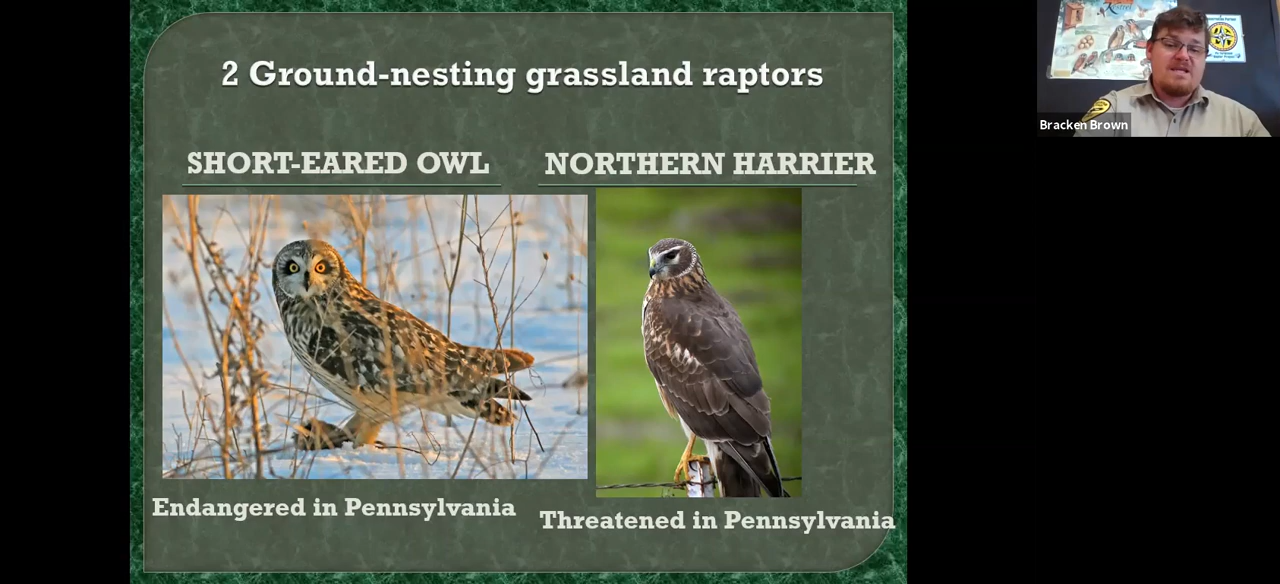 2 Ground-nesting grassland raptors
SHORT-EARED OWL
NORTHERN HARRIER
Endangered in Pennsylvania
Threatened in Pennsylvania
Bracken Brown